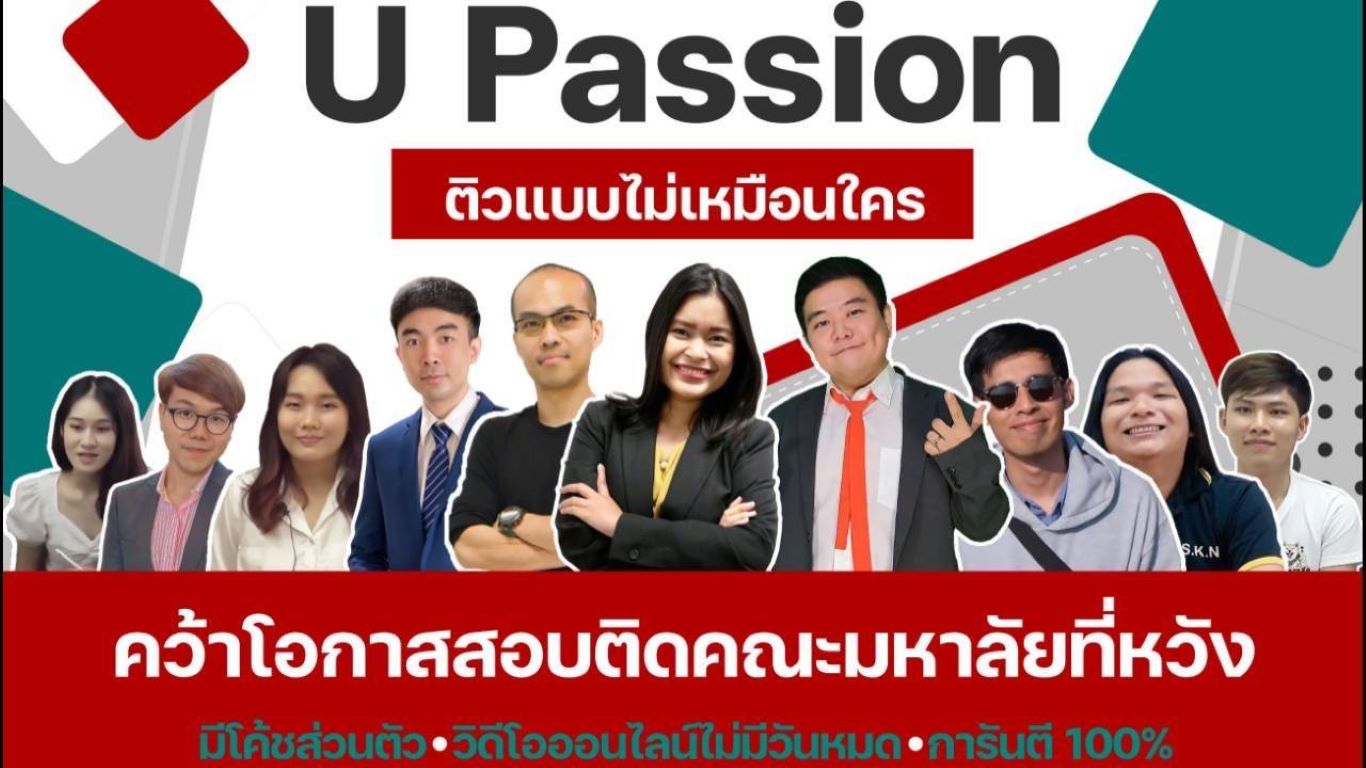 U Passion
ติวแบบไม่เหมือนใคร
S.K.N
คว้าโอกาสสอบติดคณะมหาลัยที่หวัง
มีโค้ชส่วนตัว•วิดีโอออนไลน์ไม่มีวันหมด•การันตี 100%